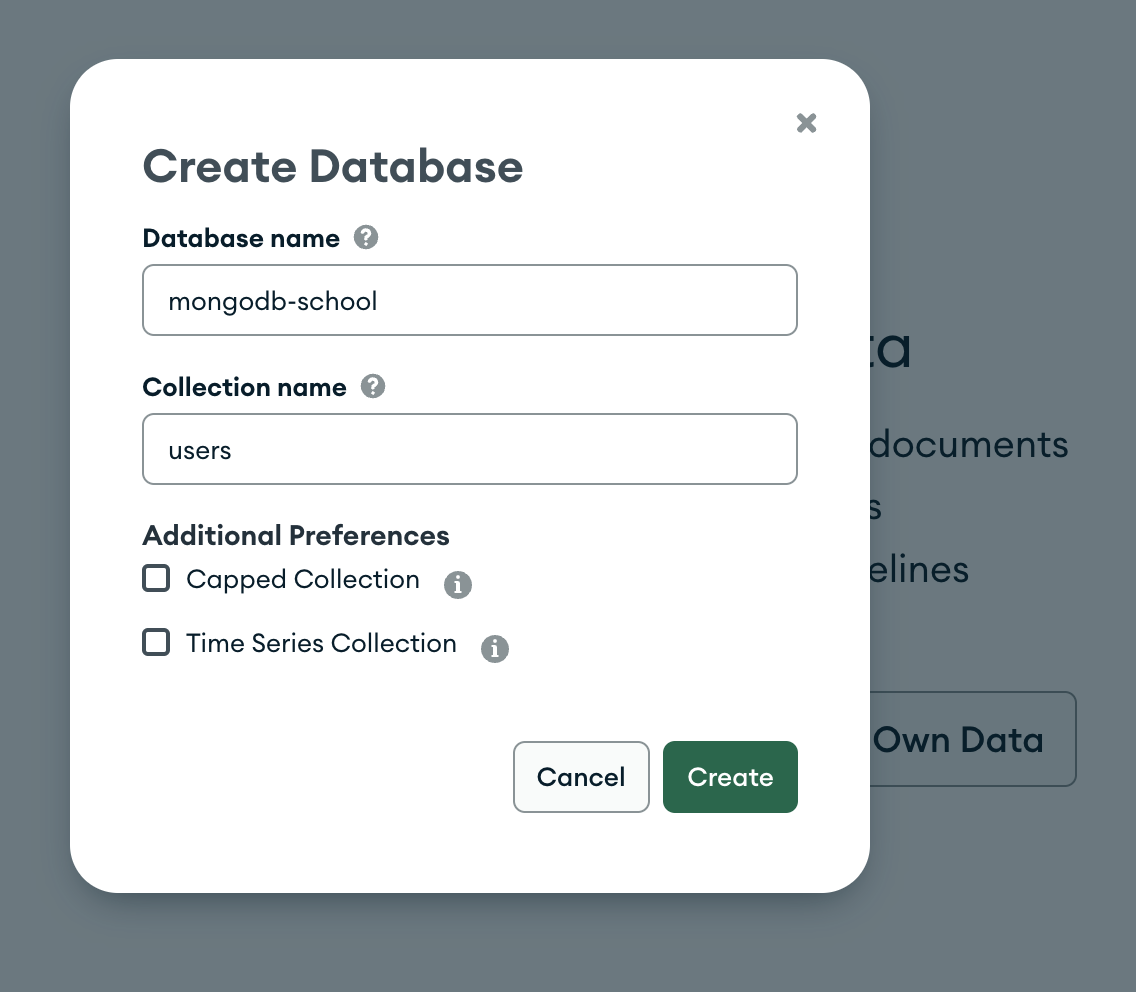 Create Database
Database name
mongodb-school
Collection name
users
Additional Preferences
Capped Collection
Time Series Collection
Cancel
Create
ta
documents
s
elines
Own Data